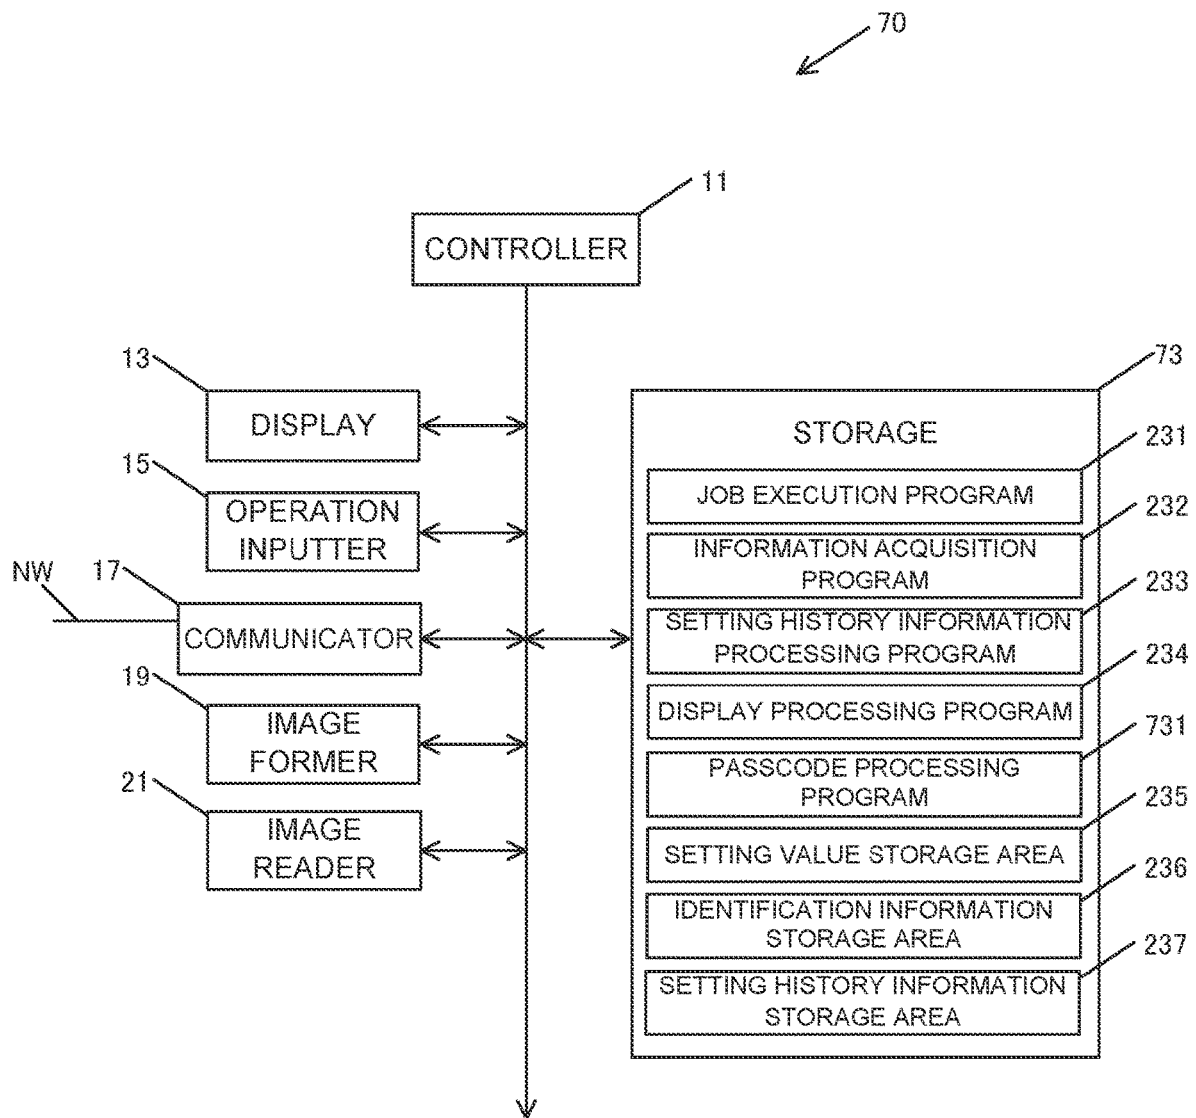 70
11
CONTROLLER
13
DISPLAY
15
OPERATION
INPUTTER
NW
17
COMMUNICATOR
19
IMAGE
FORMER
21
IMAGE
READER
73
STORAGE
231
JOB EXECUTION PROGRAM
232
INFORMATION ACQUISITION
PROGRAM
233
SETTING HISTORY INFORMATION
PROCESSING PROGRAM
234
DISPLAY PROCESSING PROGRAM
731
PASSCODE PROCESSING
PROGRAM
235
SETTING VALUE STORAGE AREA
236
IDENTIFICATION INFORMATION
STORAGE AREA
237
SETTING HISTORY INFORMATION
STORAGE AREA